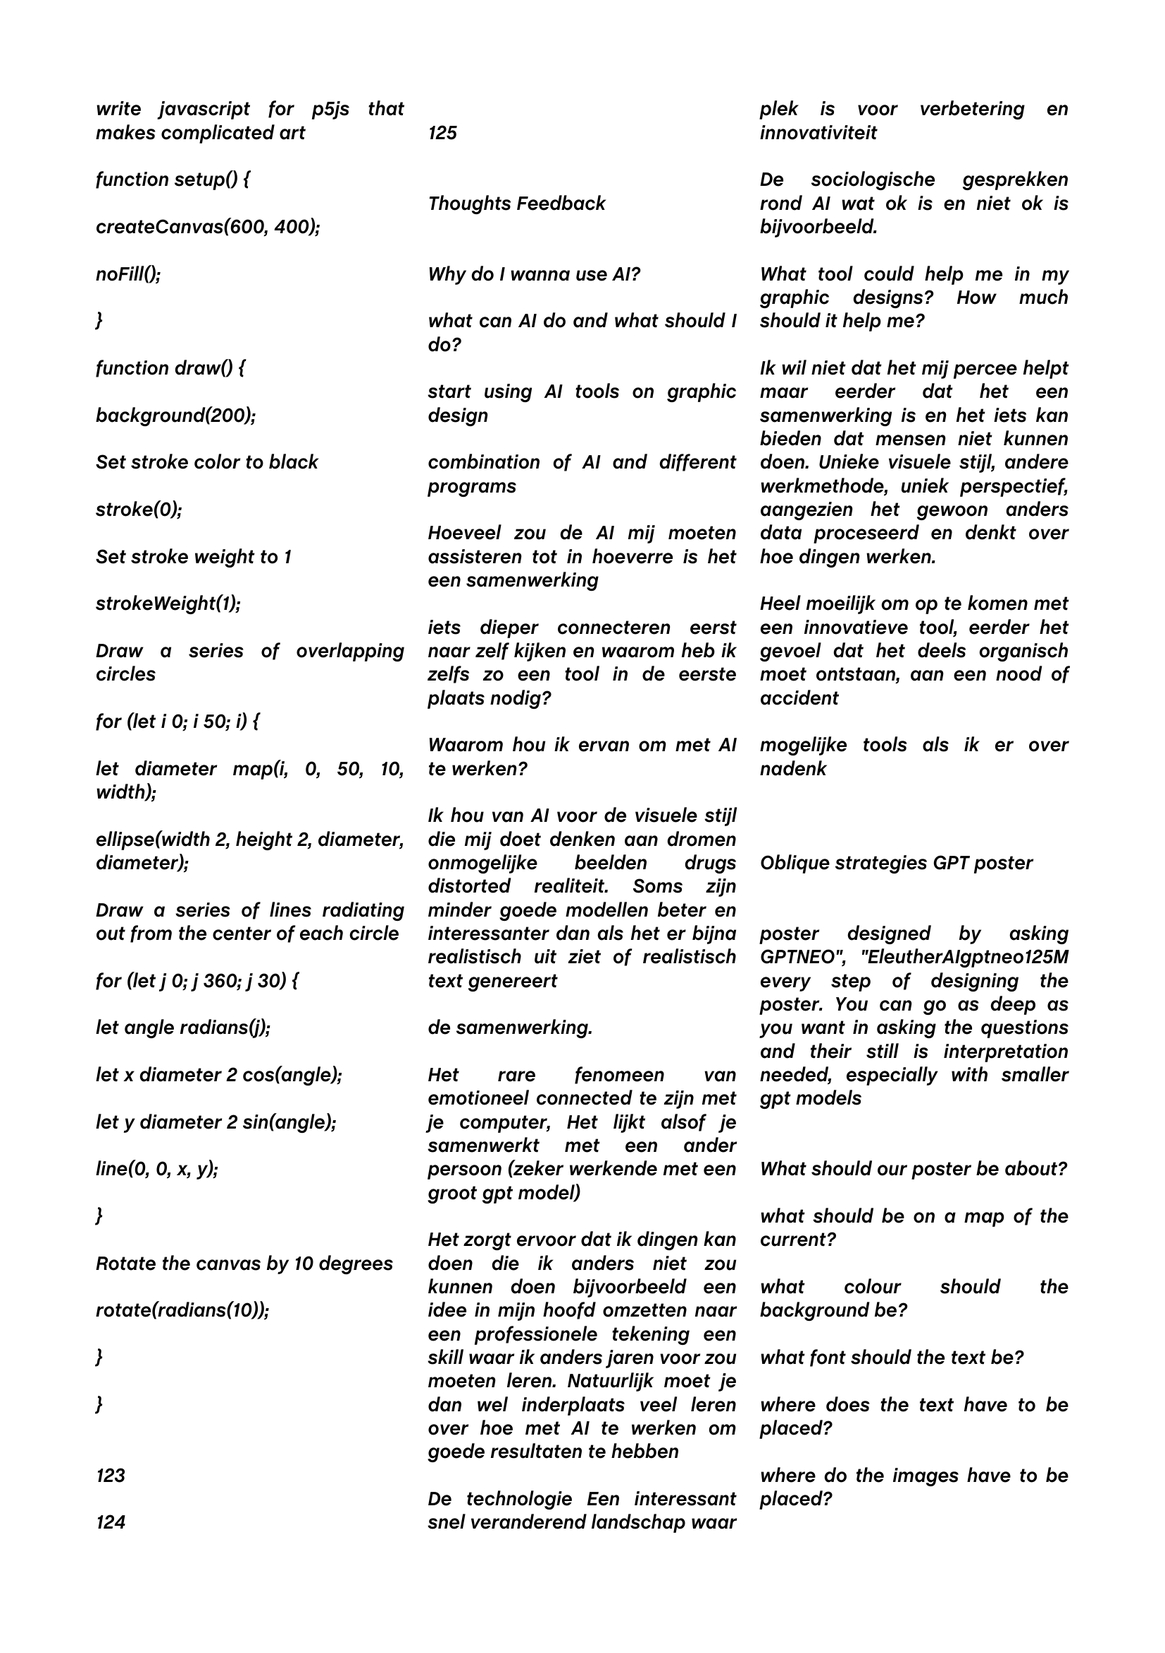 write javascript for p5js that
makes complicated art
function setup() {
createCanvas(600, 400);
noFill();
}
function draw() {
background(200);
Set stroke color to black
stroke(0);
Set stroke weight to 1
strokeWeight(1);
Draw a series of overlapping
circles
for (let i 0; i 50; i) {
let diameter map(i, 0, 50, 10,
width);
ellipse(width 2, height 2, diameter,
diameter);
Draw a series of lines radiating
out from the center of each circle
for (let j 0; j 360; j 30) {
let angle radians(j);
let x diameter 2 cos(angle);
let y diameter 2 sin(angle);
line(0, 0, x, y);
}
Rotate the canvas by 10 degrees
rotate(radians(10));
}
}
123
124
125
Thoughts Feedback
Why do I wanna use AI?
what can AI do and what should I
do?
start using AI tools on graphic
design
combination of AI and different
programs
Hoeveel zou de AI mij moeten
assisteren tot in hoeverre is het
een samenwerking
iets dieper connecteren eerst
naar zelf kijken en waarom heb ik
zelfs zo een tool in de eerste
plaats nodig?
Waarom hou ik ervan om met AI
te werken?
Ik hou van AI voor de visuele stijl
die mij doet denken aan dromen
onmogelijke beelden drugs
distorted realiteit. Soms zijn
minder goede modellen beter en
interessanter dan als het er bijna
realistisch uit ziet of realistisch
text genereert
de samenwerking.
Het rare fenomeen van
emotioneel connected te zijn met
je computer, Het lijkt alsof je
samenwerkt met een ander
persoon (zeker werkende met een
groot gpt model)
Het zorgt ervoor dat ik dingen kan
doen die ik anders niet zou
kunnen doen bijvoorbeeld een
idee in mijn hoofd omzetten naar
een professionele tekening een
skill waar ik anders jaren voor zou
moeten leren. Natuurlijk moet je
dan wel inderplaats veel leren
over hoe met AI te werken om
goede resultaten te hebben
De technologie Een interessant
snel veranderend landschap waar
plek is voor verbetering en
innovativiteit
De sociologische gesprekken
rond AI wat ok is en niet ok is
bijvoorbeeld.
What tool could help me in my
graphic designs? How much
should it help me?
Ik wil niet dat het mij percee helpt
maar eerder dat het een
samenwerking is en het iets kan
bieden dat mensen niet kunnen
doen. Unieke visuele stijl, andere
werkmethode, uniek perspectief,
aangezien het gewoon anders
data proceseerd en denkt over
hoe dingen werken.
Heel moeilijk om op te komen met
een innovatieve tool, eerder het
gevoel dat het deels organisch
moet ontstaan, aan een nood of
accident
mogelijke tools als ik er over
nadenk
Oblique strategies GPT poster
poster designed by asking
GPTNEO", "EleutherAIgptneo125M
every step of designing the
poster. You can go as deep as
you want in asking the questions
and their still is interpretation
needed, especially with smaller
gpt models
What should our poster be about?
what should be on a map of the
current?
what colour should the
background be?
what font should the text be?
where does the text have to be
placed?
where do the images have to be
placed?